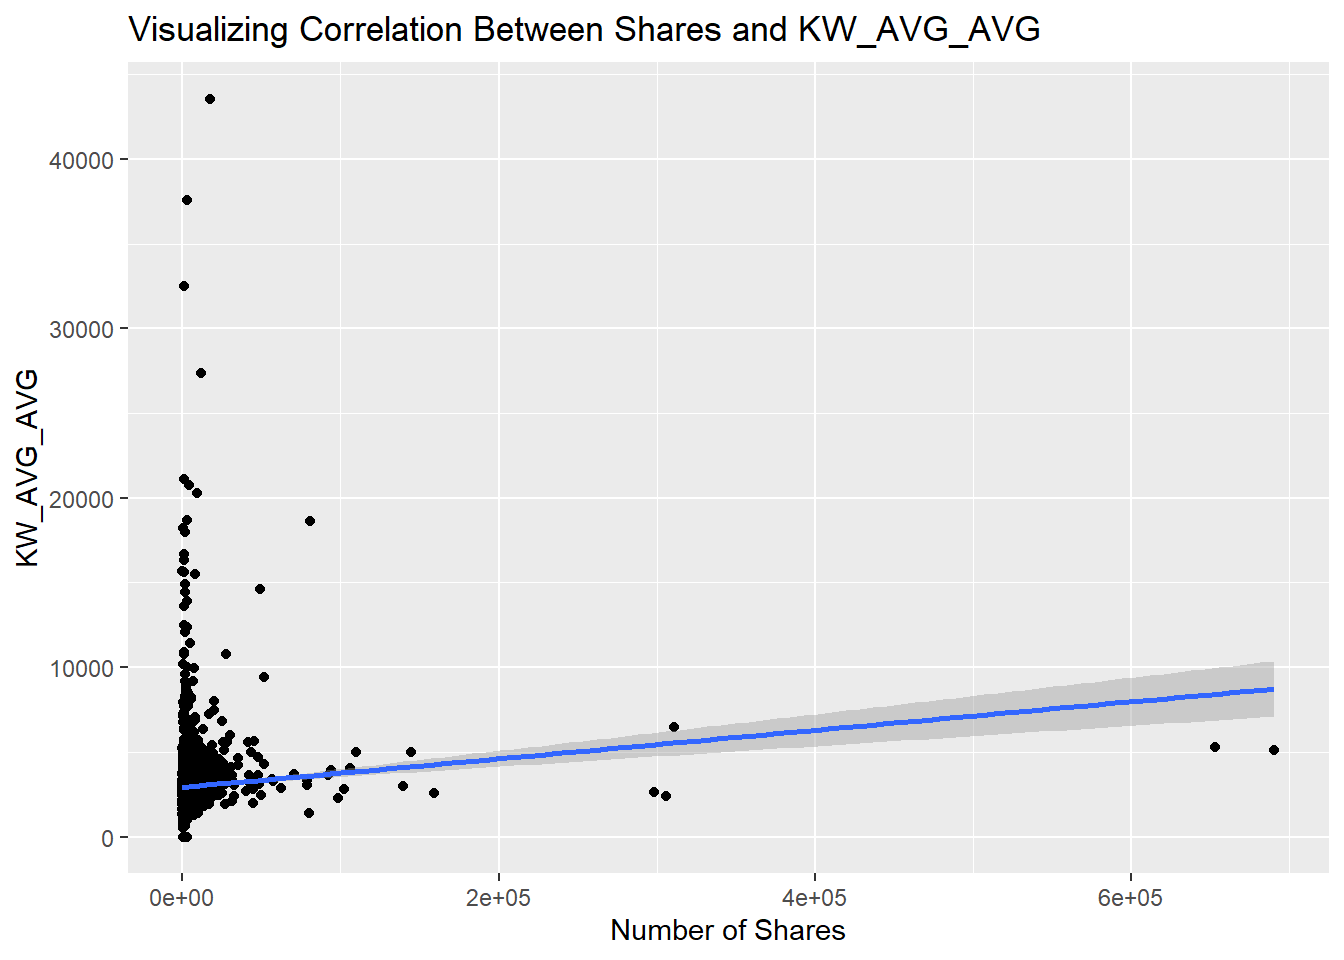 Visualizing Correlation Between Shares and KW_AVG_AVG
KW_AVG_AVG
40000
30000
20000
10000
0
0e+00 2e+05 4e+05 6e+05
Number of Shares